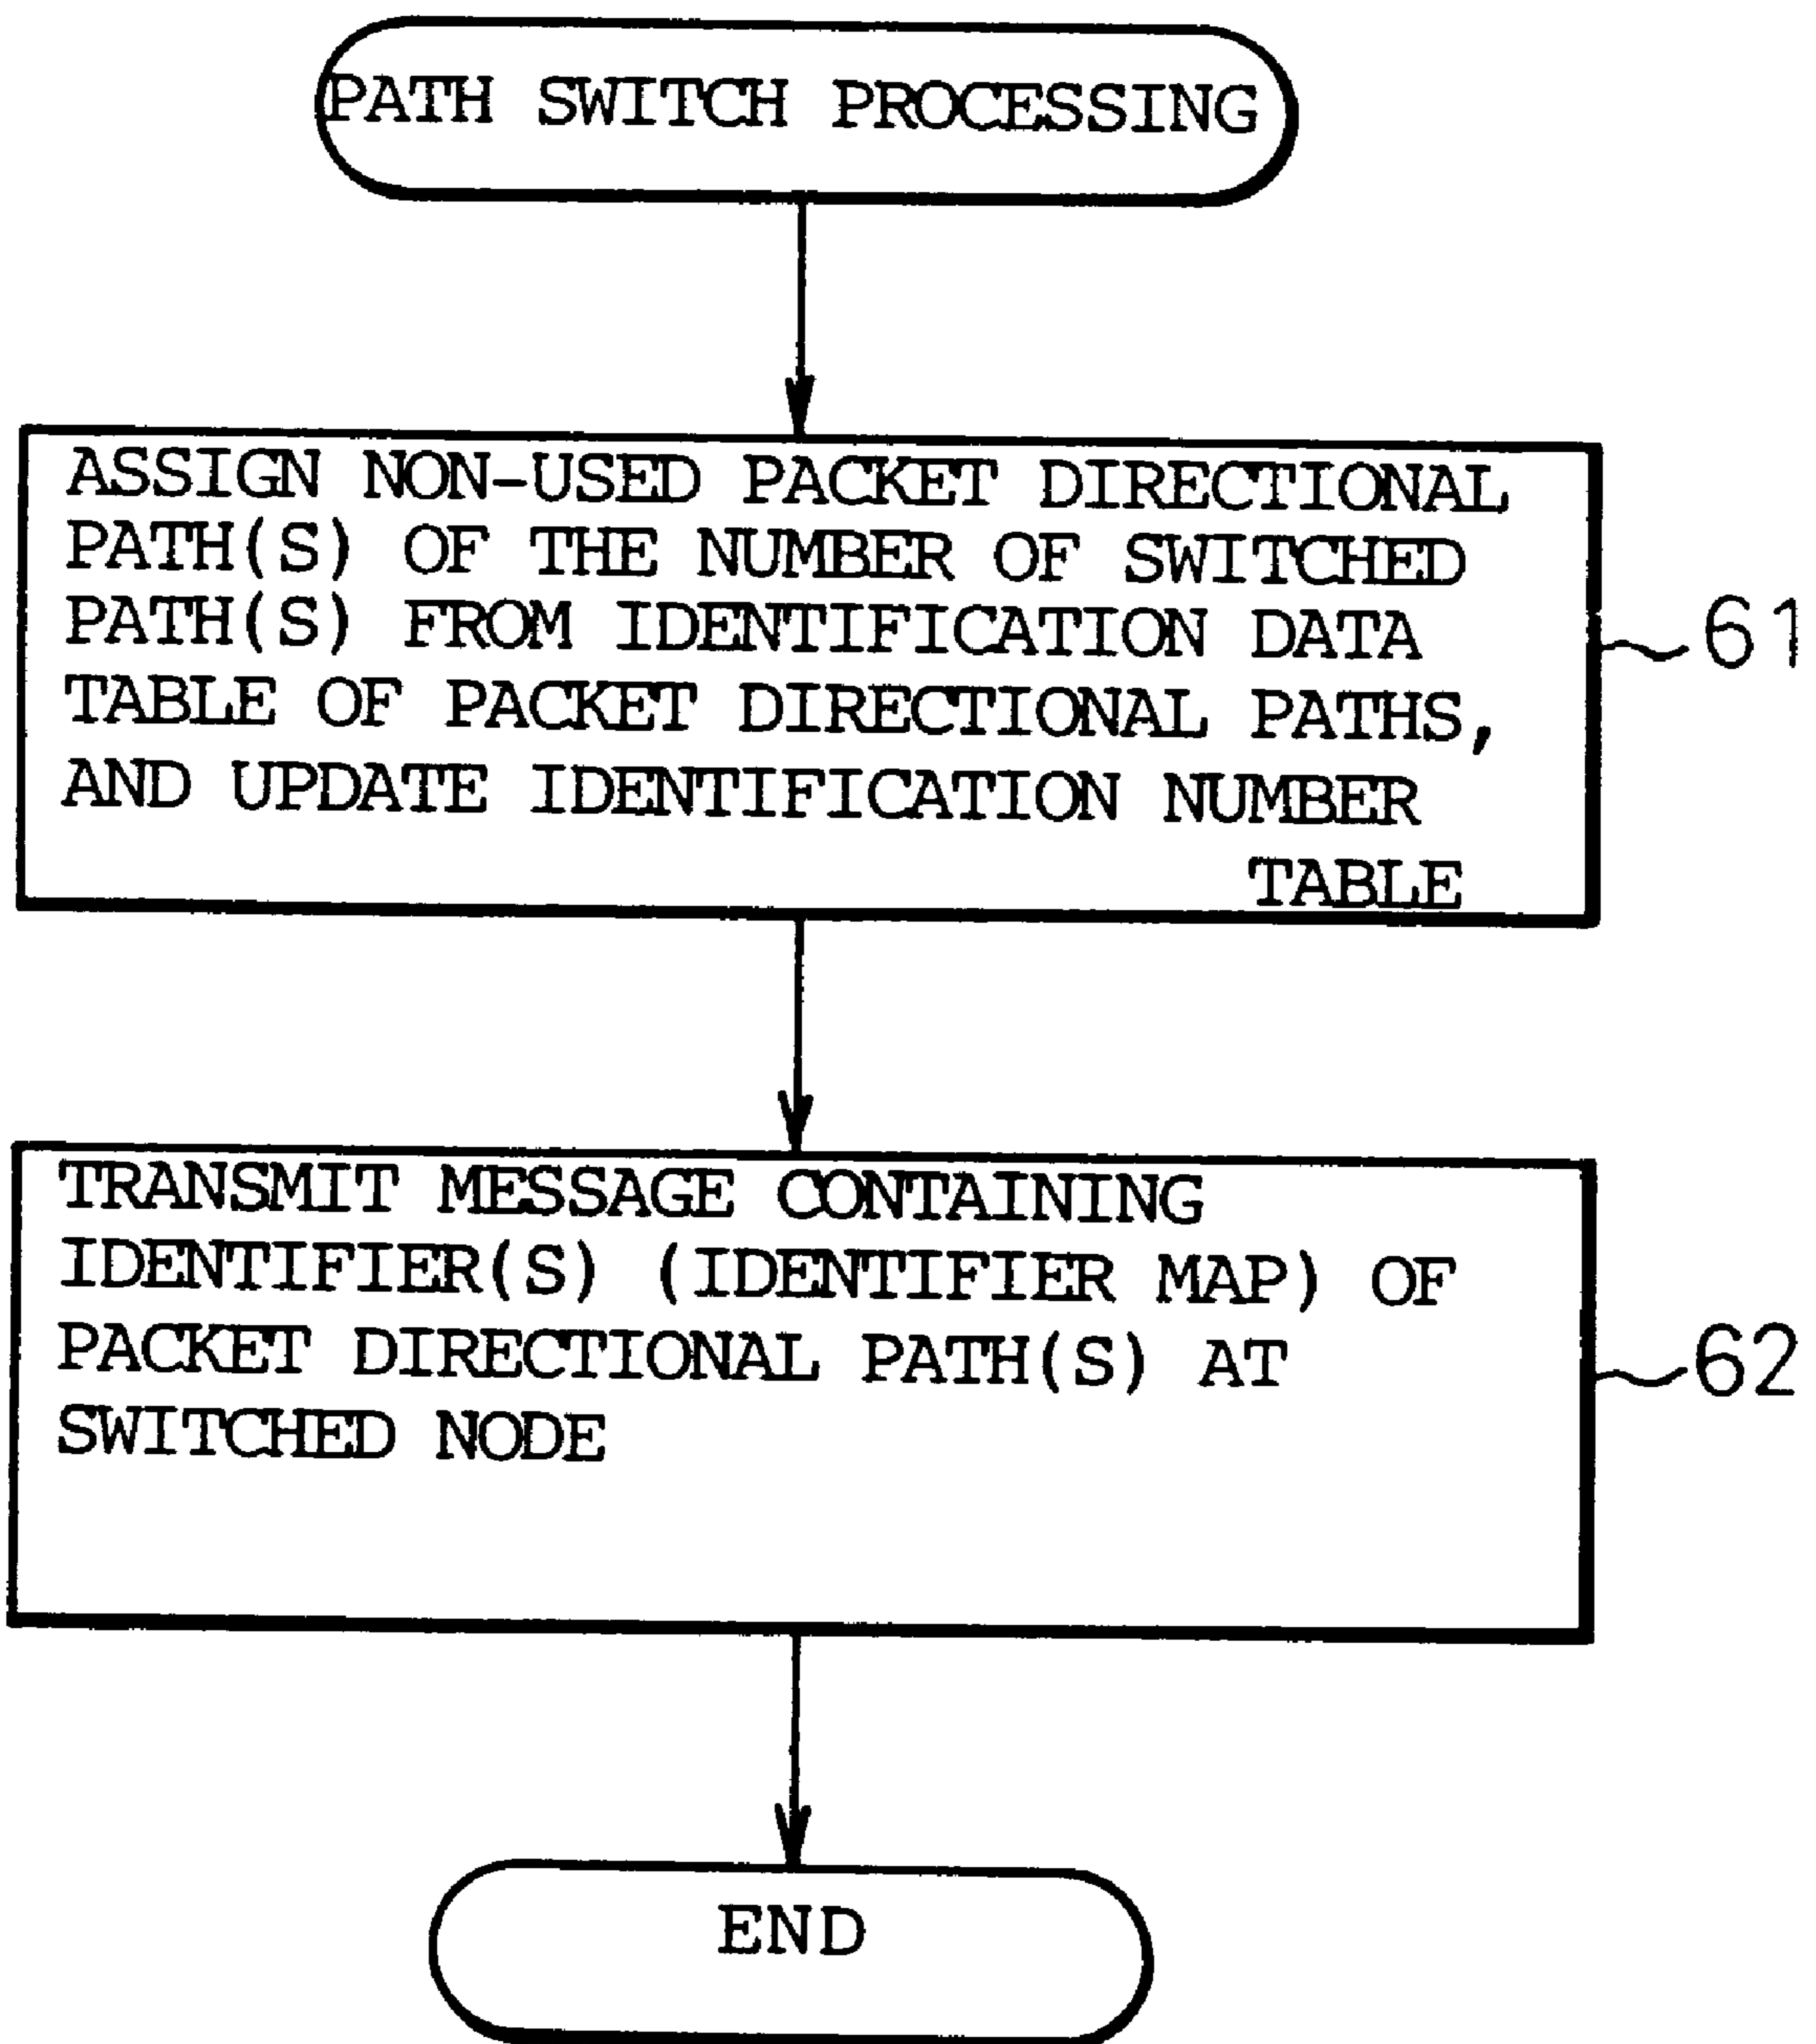 PATH SWITCH PROCESSING
ASSIGN NON-USED PACKET DIRECTIONAL
PATH(S) OF THE NUMBER OF SWITCHED
PATH(S) FROM IDENTIFICATION DATA
TABLE OF PACKET DIRECTIONAL PATHS,
AND UPDATE IDENTIFICATION NUMBER
TABLE
61
TRANSMIT MESSAGE CONTAINING
IDENTIFIER(S) (IDENTIFIER MAP) OF
PACKET DIRECTIONAL PATH(S) AT
SWITCHED NODE
62
END